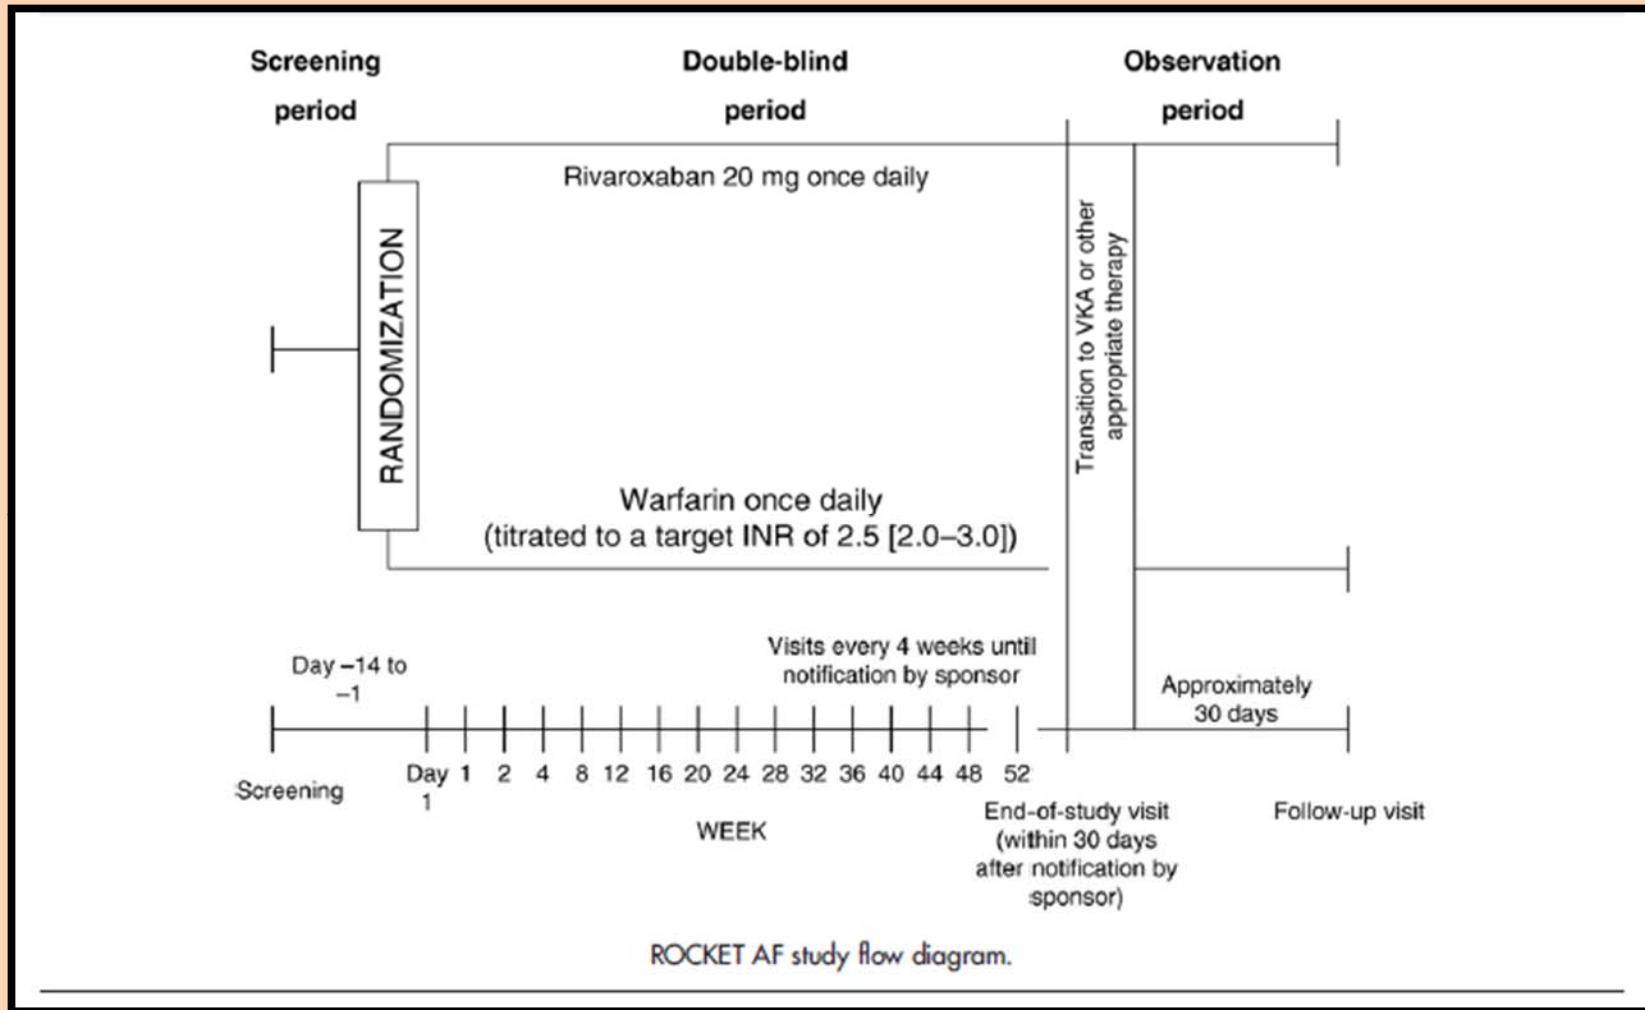 Screening
period
Double-blind
period
Observation
period
Rivaroxaban 20 mg once daily
RANDOMIZATION
Transition to VKA or other
appropriate therapy
Warfarin once daily
(titrated to a target INR of 2.5 [2.0–3.0])
Visits every 4 weeks until
notification by sponsor
Day –14 to
–1
Approximately
30 days
Screening
Day 1 2 4 8 12 16 20 24 28 32 36 40 44 48 52
1
WEEK
End-of-study visit
(within 30 days
after notification by
sponsor)
Follow-up visit
ROCKET AF study flow diagram.